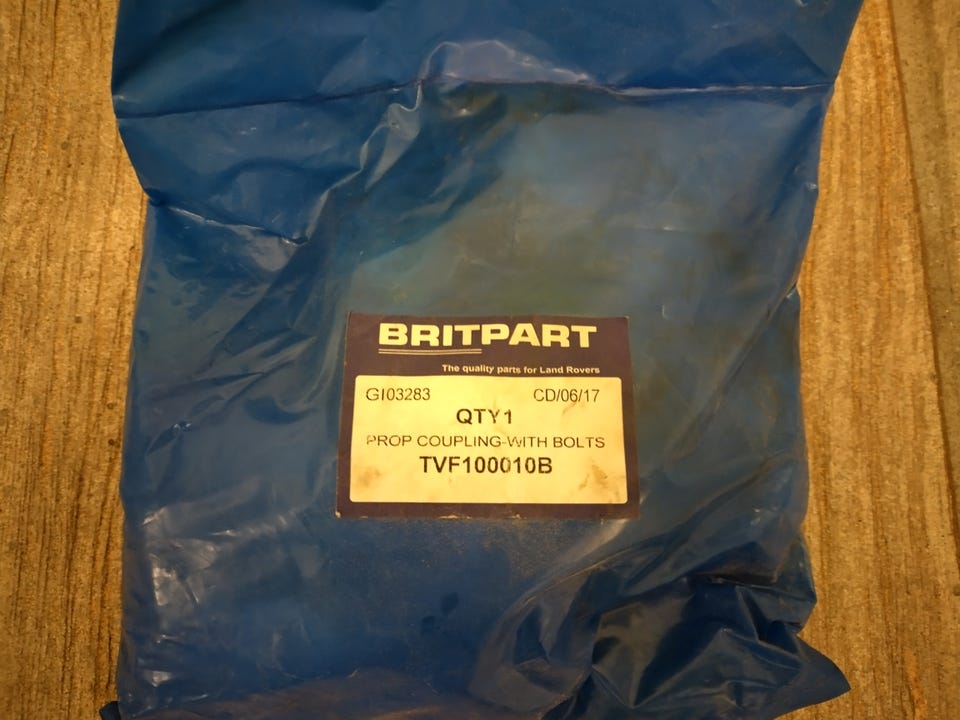 BRITPART
The quality parts for Land Rovers
GI03283 CD/06/17
QTY1
PROP COUPLING-WITH BOLTS
TVF100010B